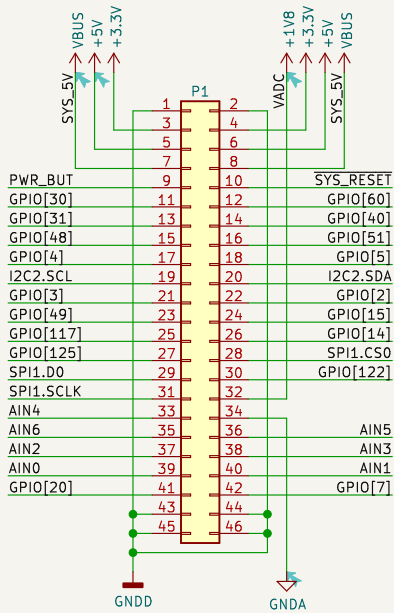 VBUS
+5V
+3.3V
+1V8
+3.3V
+5V
VBUS
SYS_5V
VADC
SYS_5V
P1
1 2
3 4
5 6
7 8
PWR_BUT 9 10 SYS_RESET
GPIO[30] 11 12 GPIO[60]
GPIO[31] 13 14 GPIO[40]
GPIO[48] 15 16 GPIO[51]
GPIO[4] 17 18 GPIO[5]
I2C2.SCL 19 20 I2C2.SDA
GPIO[3] 21 22 GPIO[2]
GPIO[49] 23 24 GPIO[15]
GPIO[117] 25 26 GPIO[14]
GPIO[125] 27 28 SPI1.CS0
SPI1.D0 29 30 GPIO[122]
SPI1.SCLK 31 32
AIN4 33 34
AIN6 35 36 AIN5
AIN2 37 38 AIN3
AIN0 39 40 AIN1
GPIO[20] 41 42 GPIO[7]
43 44
45 46
GNDD
GNDA